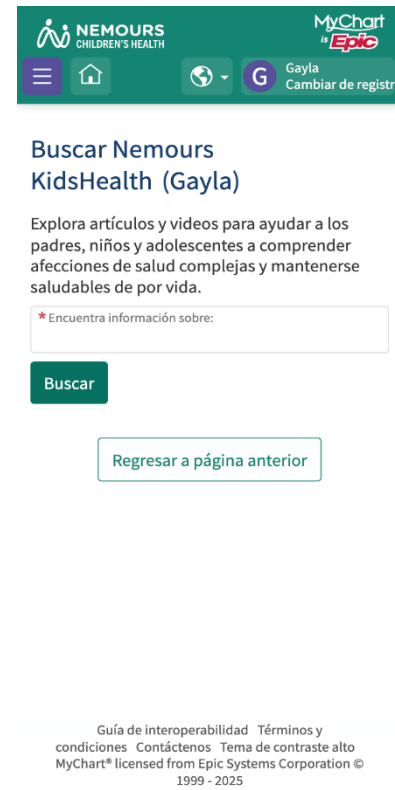 NEMOURS
CHILDREN'S HEALTH
MyChart
is Epic
G
Gayla
Cambiar de registr
Buscar Nemours
KidsHealth (Gayla)
Explora artículos y videos para ayudar a los
padres, niños y adolescentes a comprender
afecciones de salud complejas y mantenerse
saludables de por vida.
*Encuentra información sobre:
Buscar
Regresar a página anterior
Guía de interoperabilidad Términos y
condiciones Contáctenos Tema de contraste alto
MyChart® licensed from Epic Systems Corporation ©
1999 - 2025